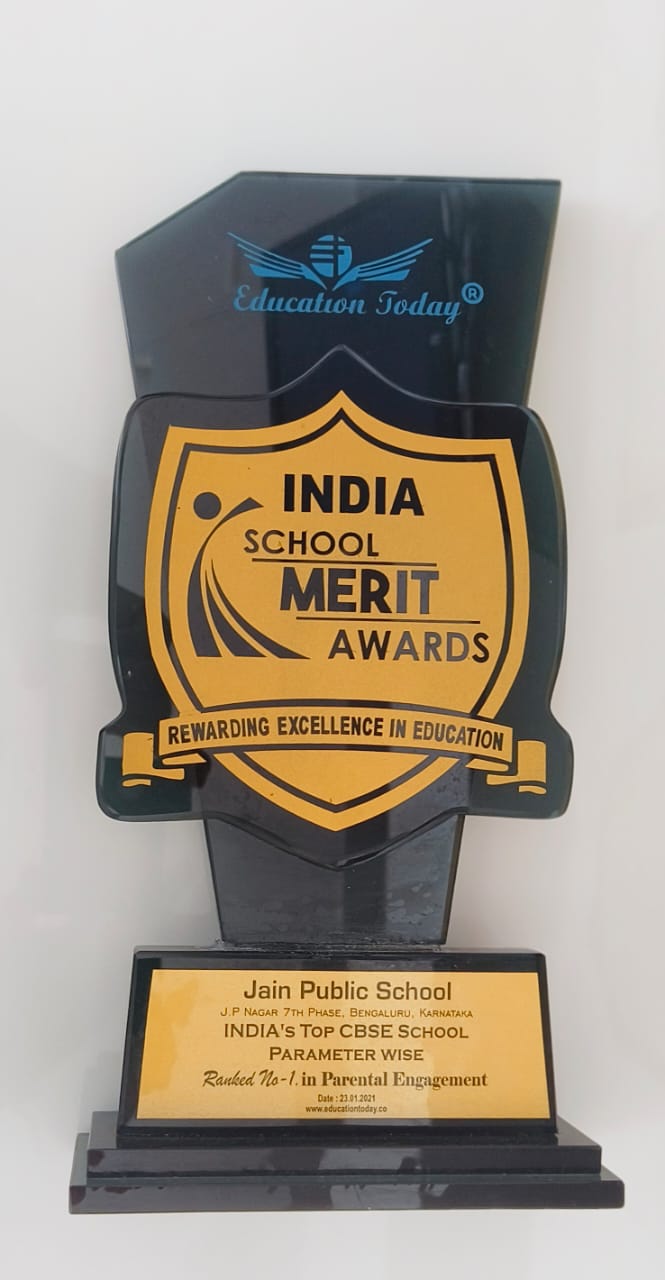 Education Today®
INDIA
SCHOOL
MERIT
AWARDS
REWARDING EXCELLENCE IN EDUCATION
Jain Public School
J.P Nagar 7th Phase, Bengaluru, Karnataka
INDIA's Top CBSE School
Parameter wise
Ranked No-1. in Parental Engagement
Date : 23.01.2021
www.educationtoday.co